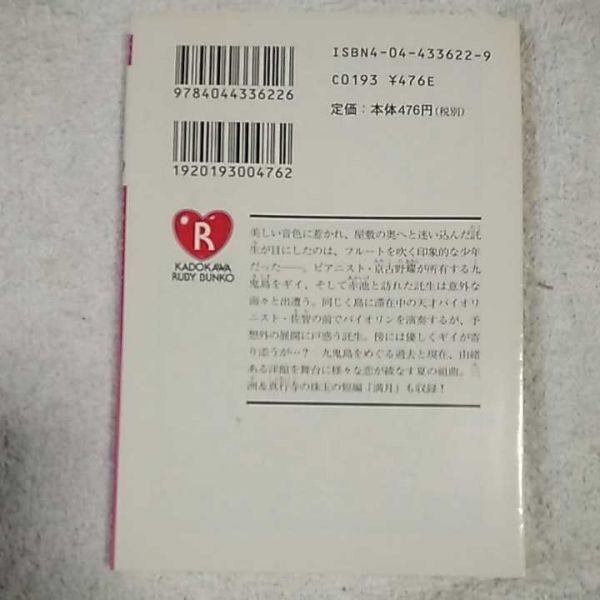 ISBN4-04-433622-9
C0193 ¥476E
定価：本体476円（税別）
9784044336226
1920193004762
R
KADOKAWA
RUBY BUNKO
美しい音色に惹かれ、屋敷の奥へと迷い込んだ託
生が目にしたのは、フルートを吹く印象的な少年
だった——。ピアニスト・京古野耀が所有する九
鬼島をギイ、そして赤池と訪れた託生は意外な
面々と出遭う。同じく島に滞在中の天才バイオリ
ニスト・佐智の前でバイオリンを演奏するが、予
想外の展開に戸惑う託生。傍には優しくギイが寄
り添うが…？　九鬼島をめぐる過去と現在、由緒
ある洋館を舞台に様々な恋が綾なす夏の組曲。三
洲＆真行寺の珠玉の短編「満月」も収録！